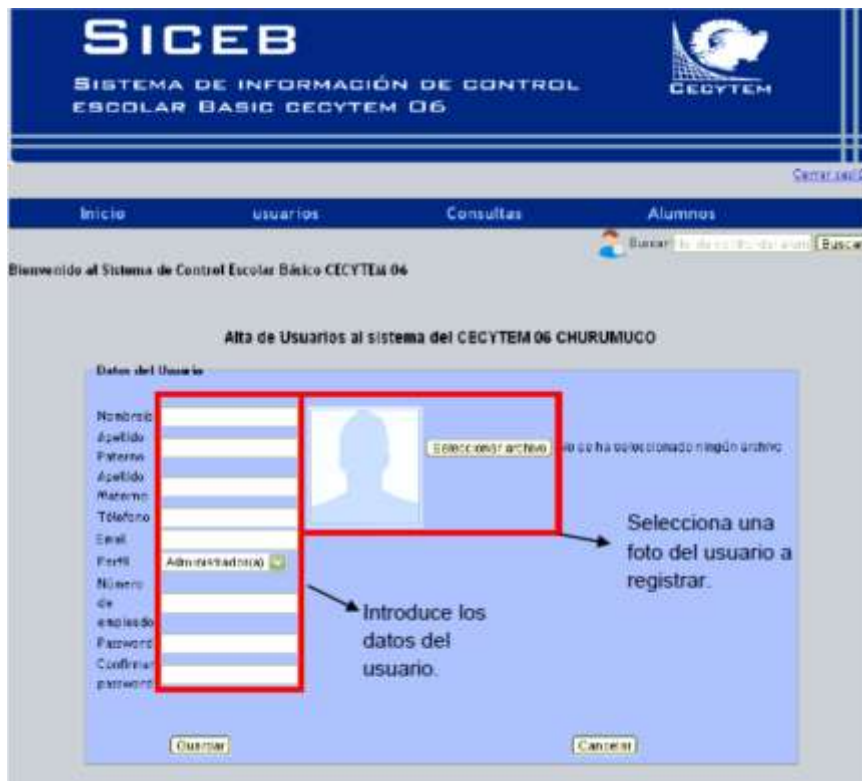 SICEB
SISTEMA DE INFORMACIÓN DE CONTROL
ESCOLAR BASIC CECYTEM 06
CECYTEM
Cerrar
Inicio usuarios Consultas Alumnos
Buscar Buscar
Bienvenido al Sistema de Control Escolar Básico CECYTEM 06
Alta de Usuarios al sistema del CECYTEM 06 CHURUMUCO
Datos del Usuario
Nombre(s)
Apellido
Paterno
Apellido
Materno
Télefono
Email
Perfil Administrador(a)
Número
de
empleado
Password
Confirmar
password
Seleccionar archivo No se ha seleccionado ningún archivo
Selecciona una
foto del usuario a
registrar.
Introduce los
datos del
usuario.
Guardar Cancelar